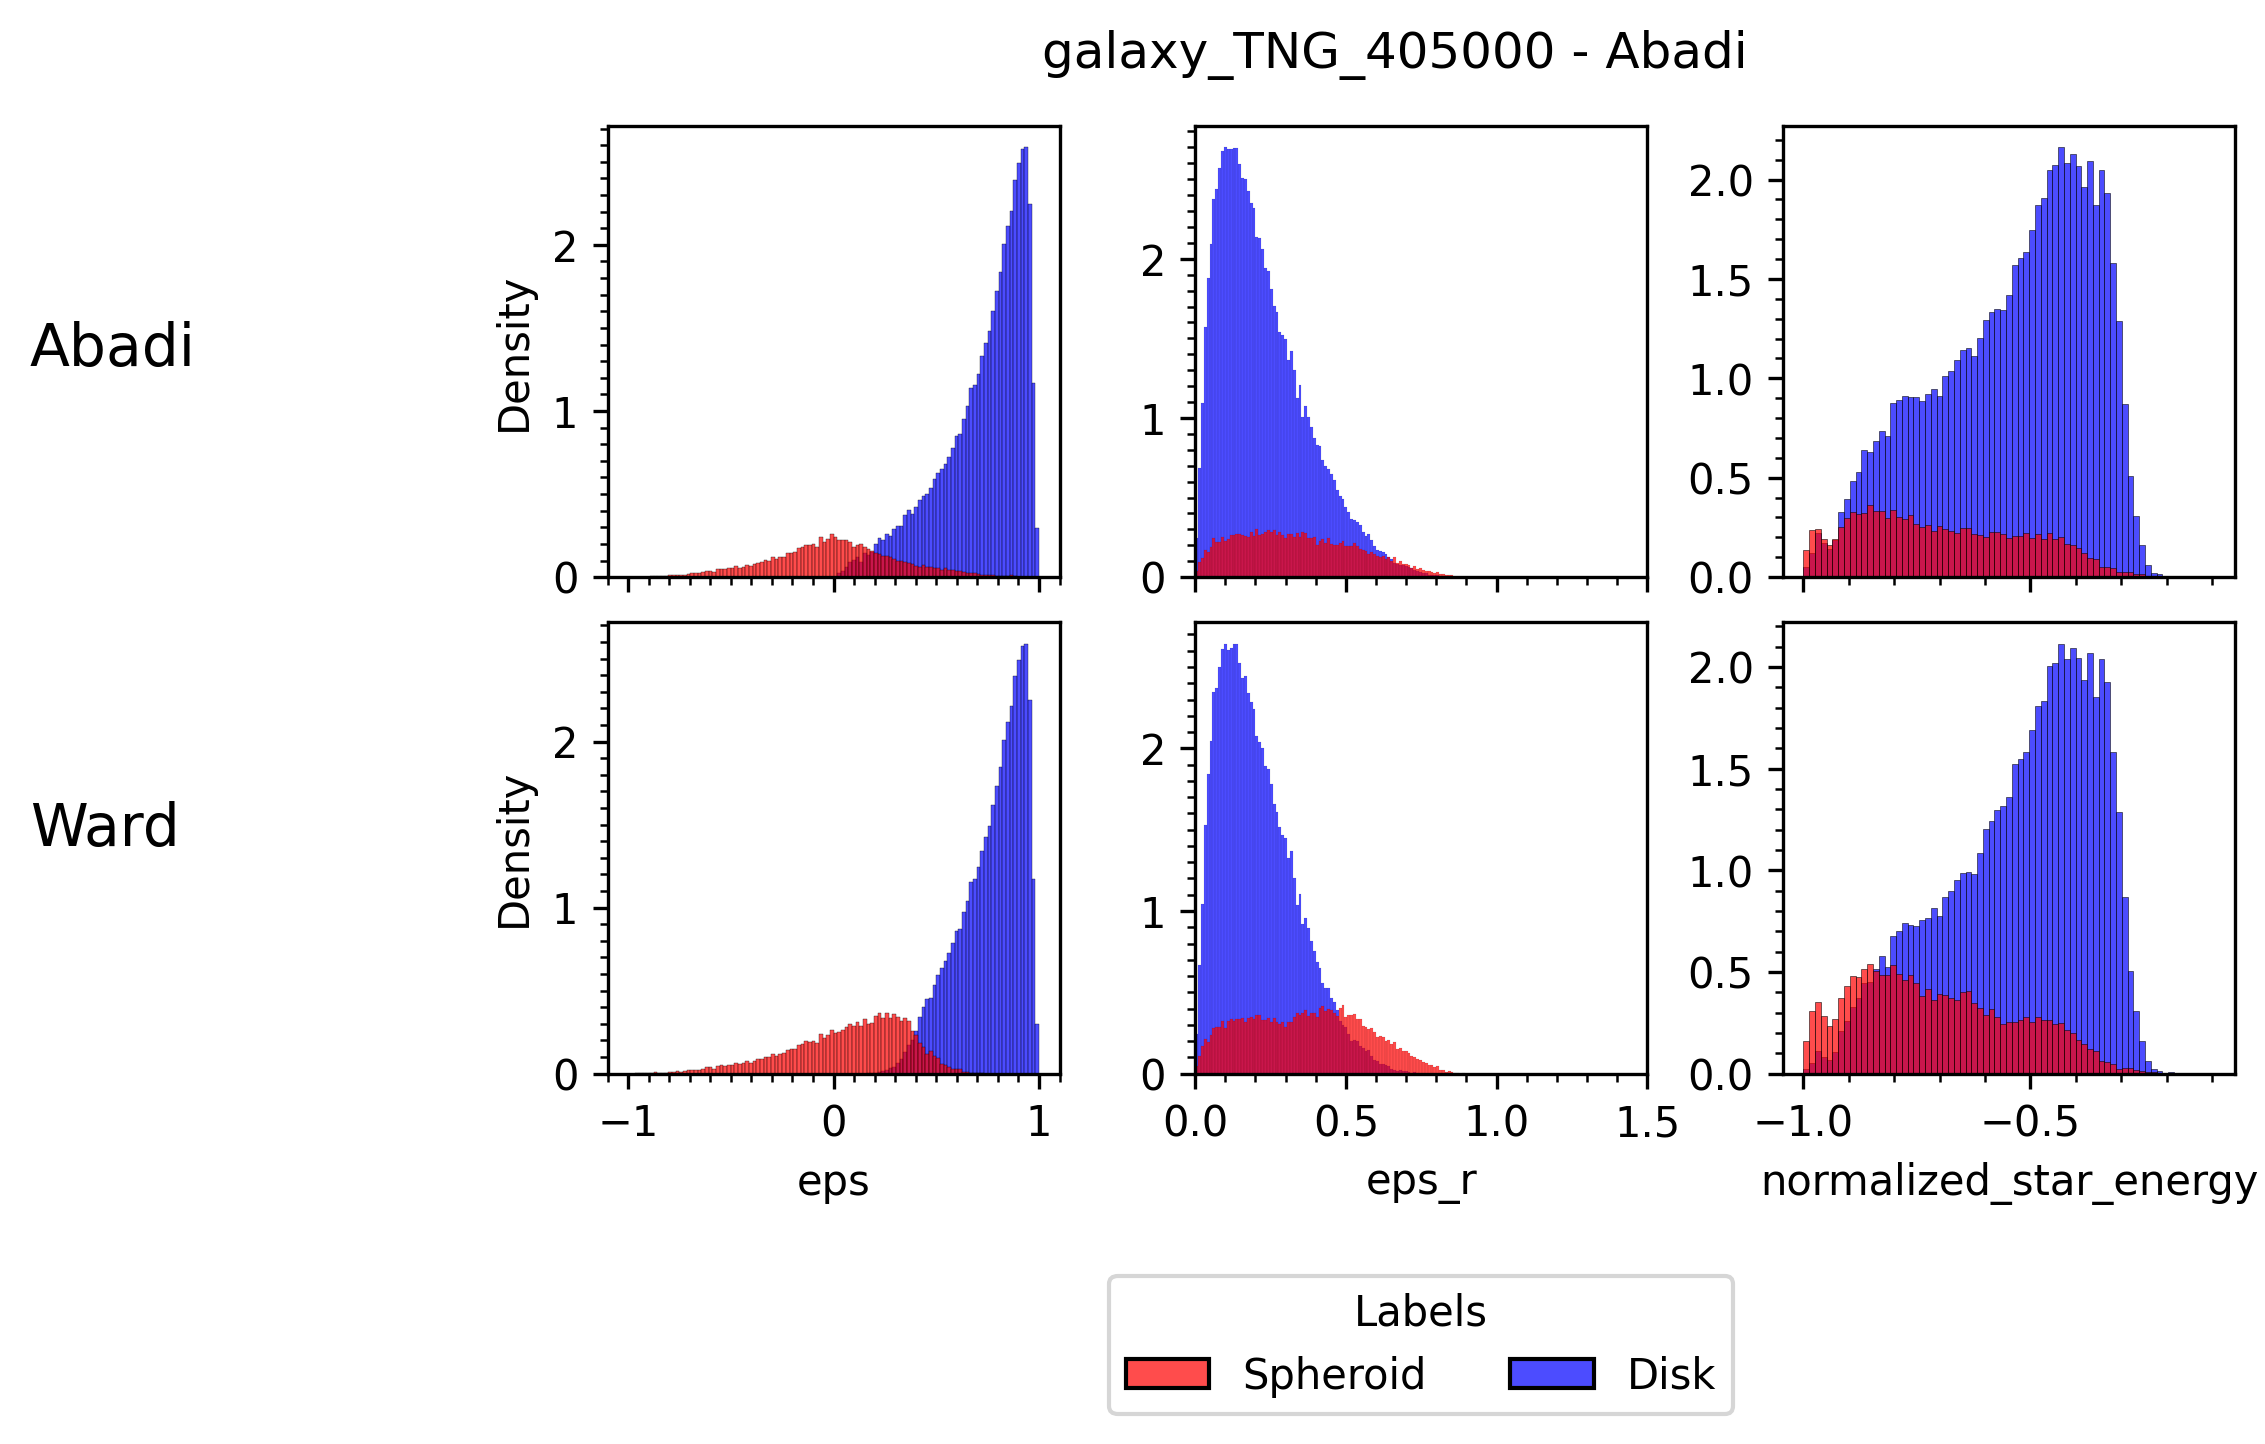 galaxy_TNG_405000 - Abadi
Abadi
Density
2
1
0
2
1
0
2.0
1.5
1.0
0.5
0.0
Ward
Density
2
1
0
−1 0 1
eps
2
1
0
0.0 0.5 1.0 1.5
eps_r
2.0
1.5
1.0
0.5
0.0
−1.0 −0.5
normalized_star_energy
Labels
Spheroid Disk